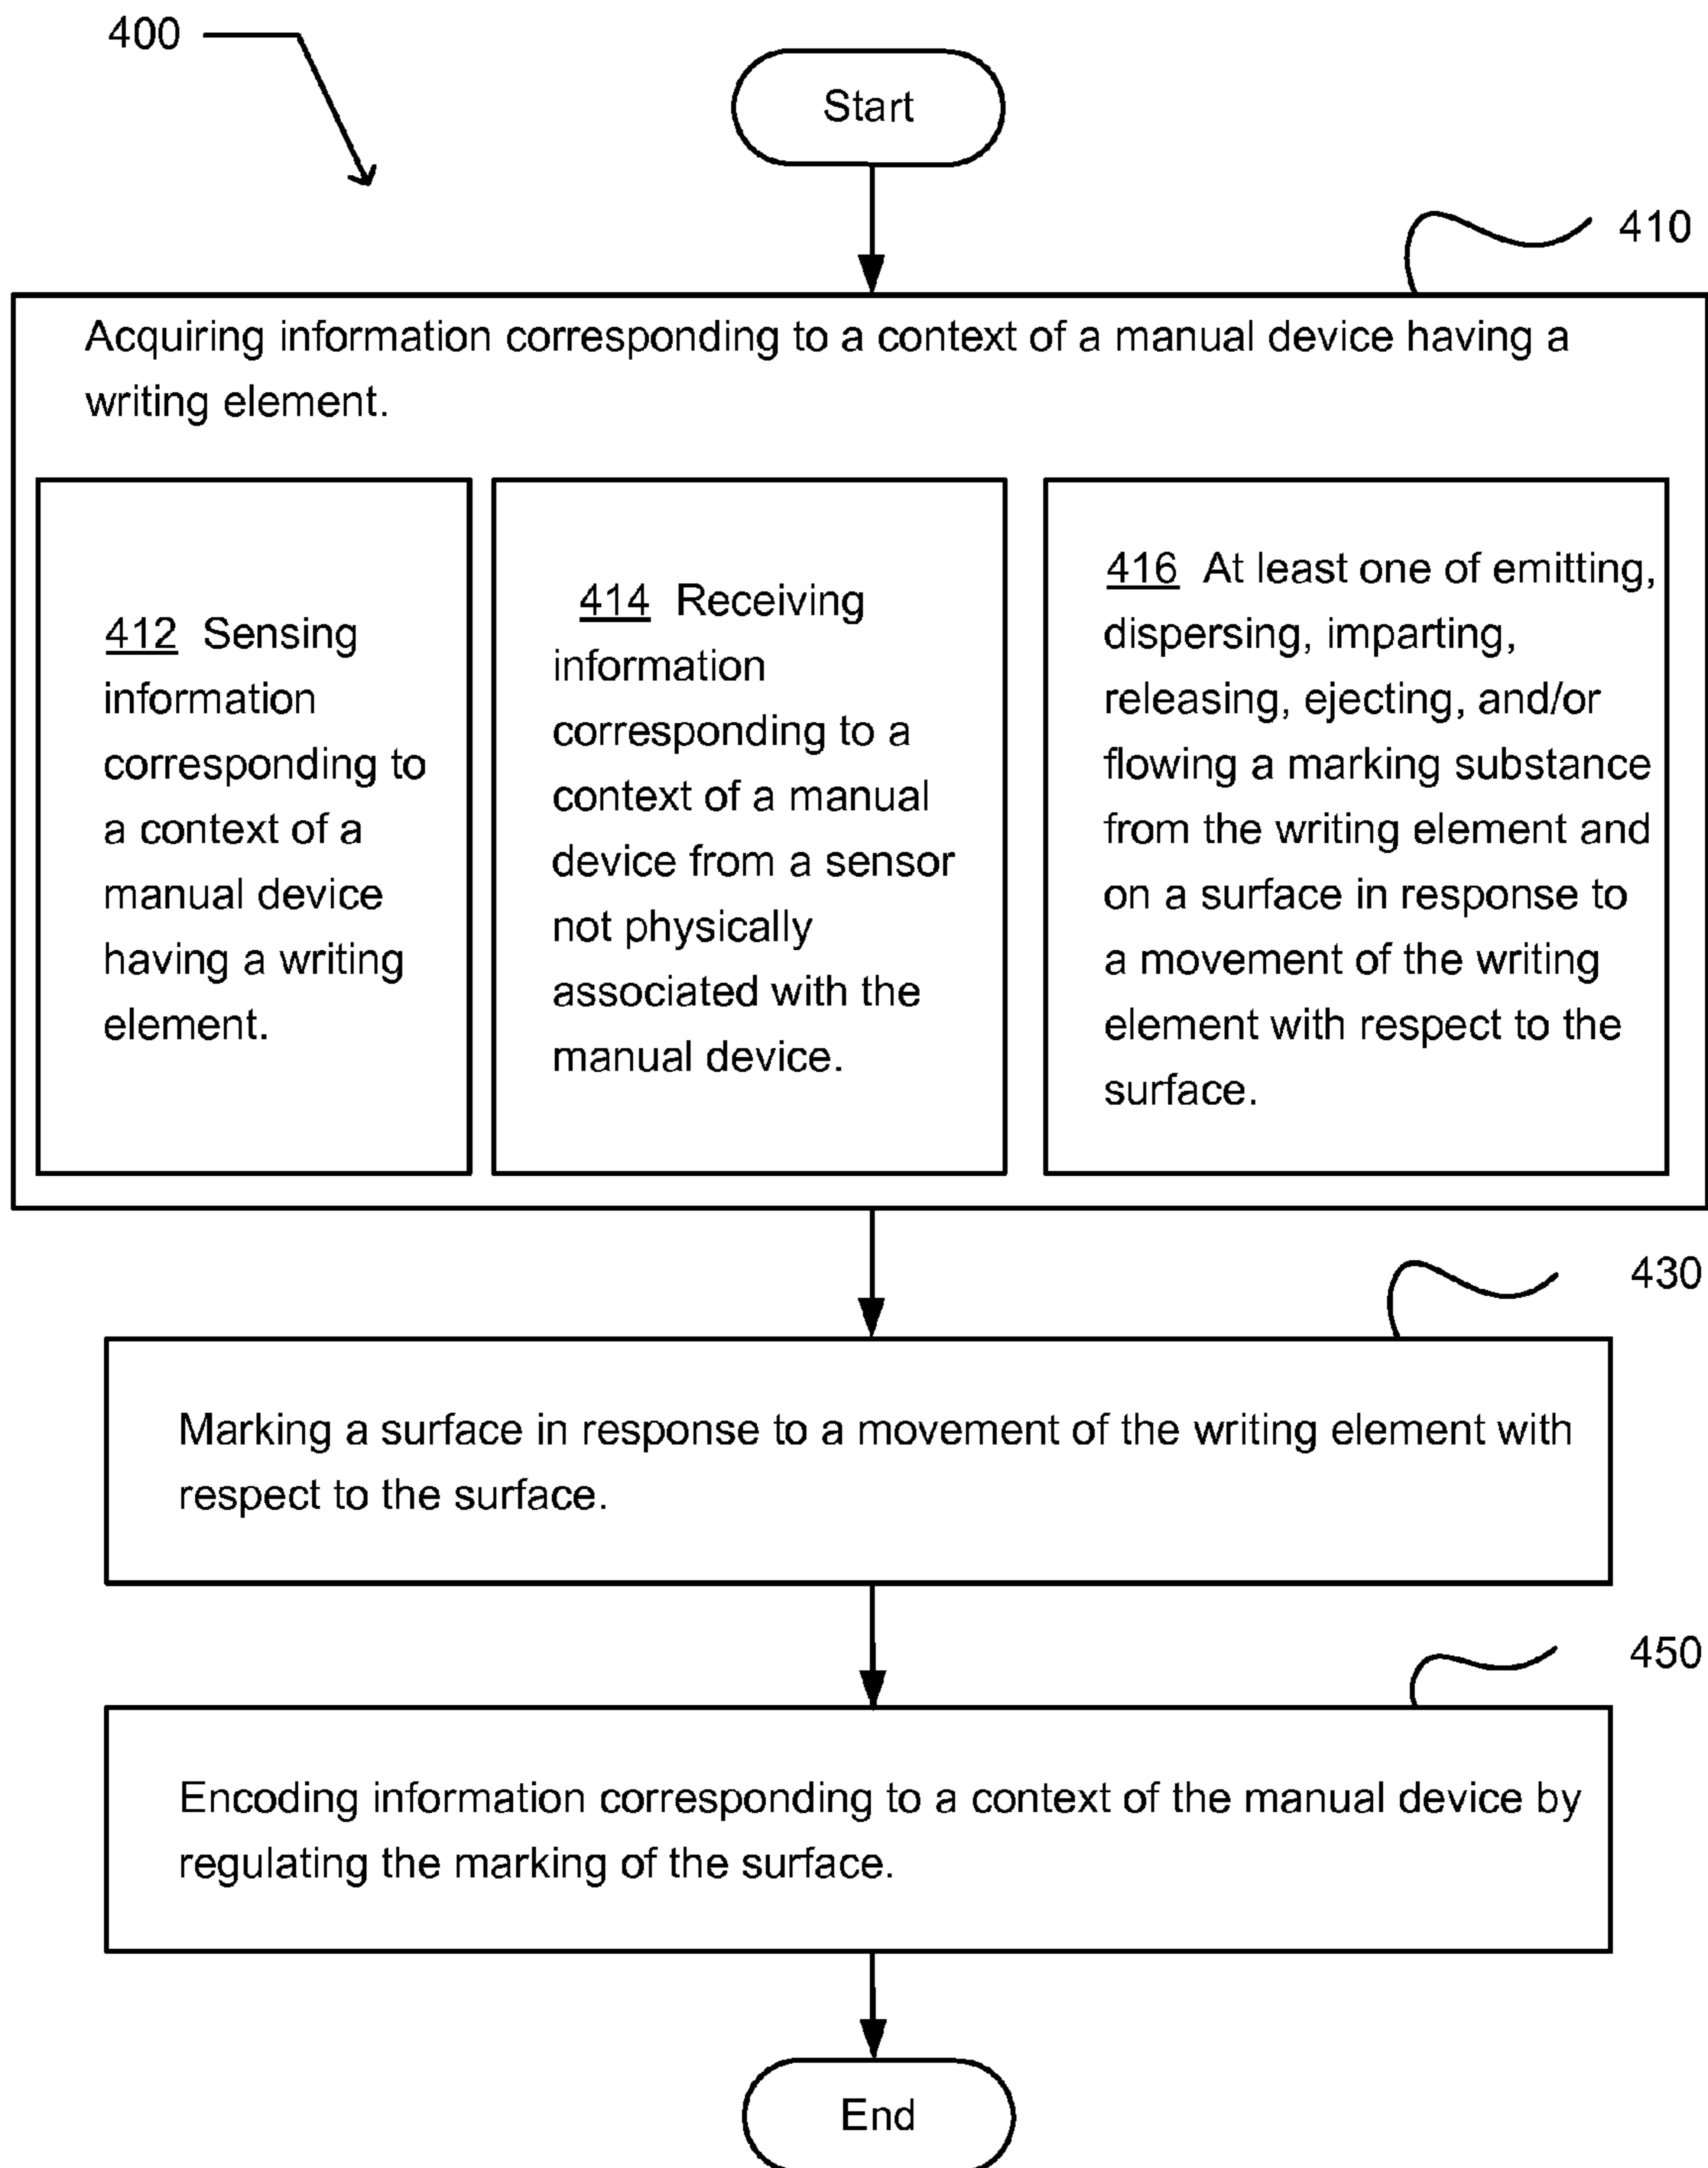 400
Start
410
Acquiring information corresponding to a context of a manual device having a
writing element.
412 Sensing
information
corresponding to
a context of a
manual device
having a writing
element.
414 Receiving
information
corresponding to a
context of a manual
device from a sensor
not physically
associated with the
manual device.
416 At least one of emitting,
dispersing, imparting,
releasing, ejecting, and/or
flowing a marking substance
from the writing element and
on a surface in response to
a movement of the writing
element with respect to the
surface.
430
Marking a surface in response to a movement of the writing element with
respect to the surface.
450
Encoding information corresponding to a context of the manual device by
regulating the marking of the surface.
End